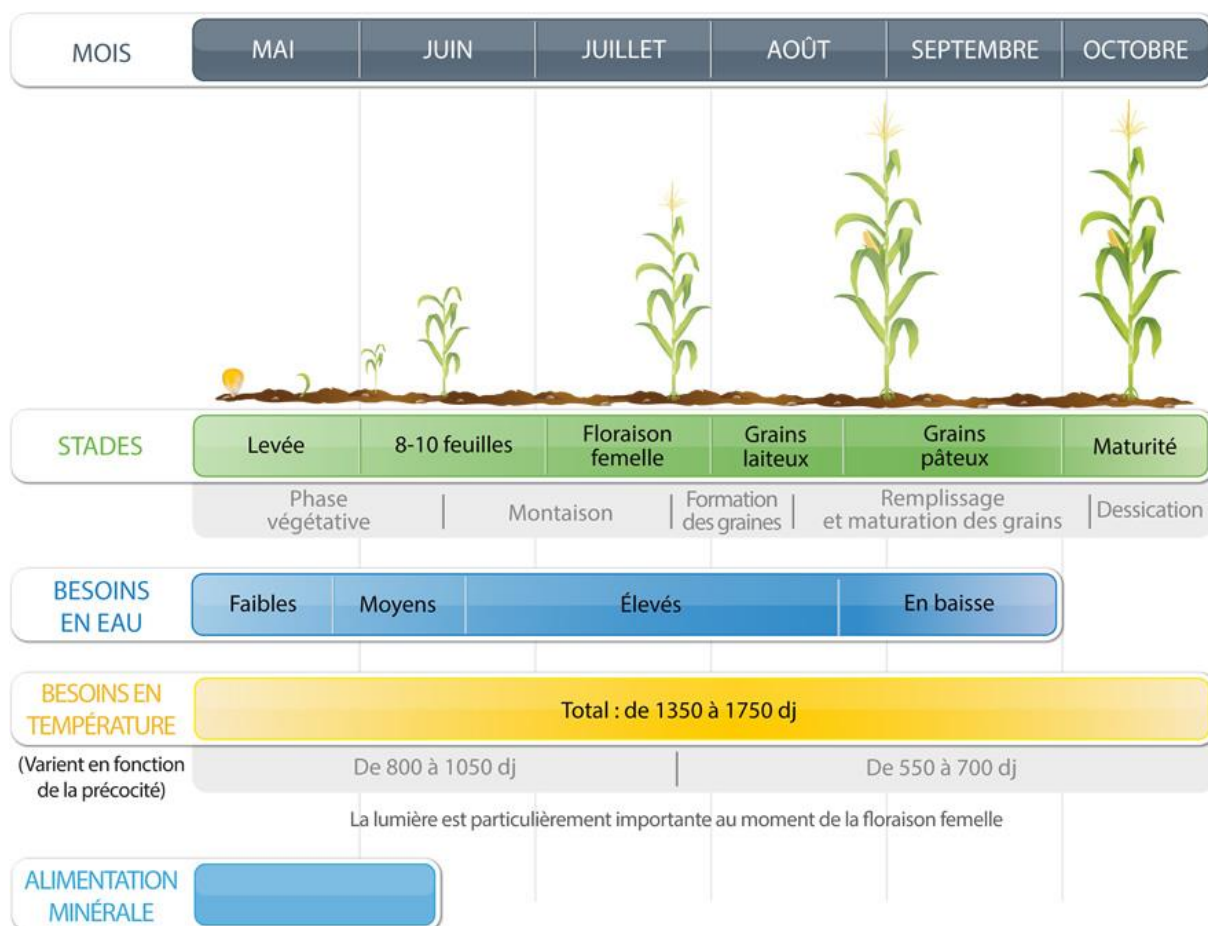 MOIS
MAI
JUIN
JUILLET
AOÛT
SEPTEMBRE
OCTOBRE
STADES
Levée
8-10 feuilles
Floraison
femelle
Grains
laiteux
Grains
pâteux
Maturité
Phase
végétative
Montaison
Formation
des graines
Remplissage
et maturation des grains
Dessication
BESOINS
EN EAU
Faibles
Moyens
Élevés
En baisse
BESOINS EN
TEMPÉRATURE
(Varient en fonction
de la précocité)
Total : de 1350 à 1750 dj
De 800 à 1050 dj
De 550 à 700 dj
La lumière est particulièrement importante au moment de la floraison femelle
ALIMENTATION
MINÉRALE